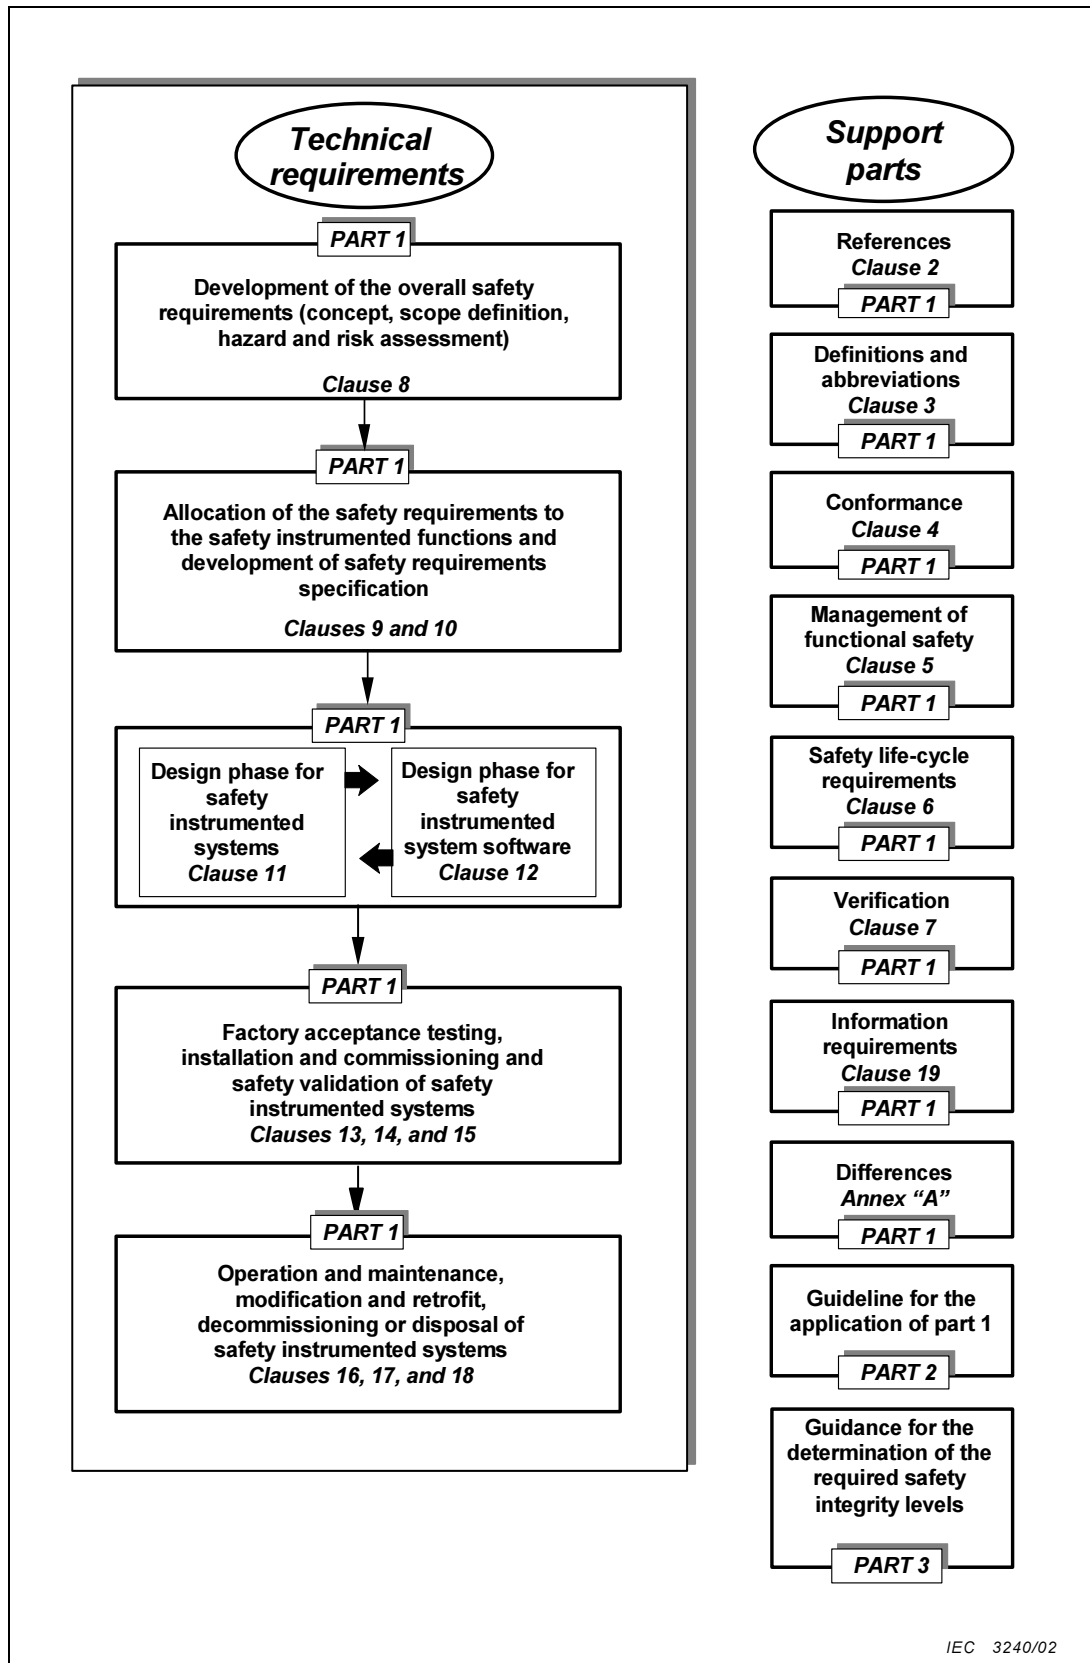 Technical
requirements
PART 1
Development of the overall safety
requirements (concept, scope definition,
hazard and risk assessment)
Clause 8
PART 1
Allocation of the safety requirements to
the safety instrumented functions and
development of safety requirements
specification
Clauses 9 and 10
PART 1
Design phase for
safety
instrumented
systems
Clause 11
Design phase for
safety
instrumented
system software
Clause 12
PART 1
Factory acceptance testing,
installation and commissioning and
safety validation of safety
instrumented systems
Clauses 13, 14, and 15
PART 1
Operation and maintenance,
modification and retrofit,
decommissioning or disposal of
safety instrumented systems
Clauses 16, 17, and 18
Support
parts
References
Clause 2
PART 1
Definitions and
abbreviations
Clause 3
PART 1
Conformance
Clause 4
PART 1
Management of
functional safety
Clause 5
PART 1
Safety life-cycle
requirements
Clause 6
PART 1
Verification
Clause 7
PART 1
Information
requirements
Clause 19
PART 1
Differences
Annex “A”
PART 1
Guideline for the
application of part 1
PART 2
Guidance for the
determination of the
required safety
integrity levels
PART 3
IEC 3240/02